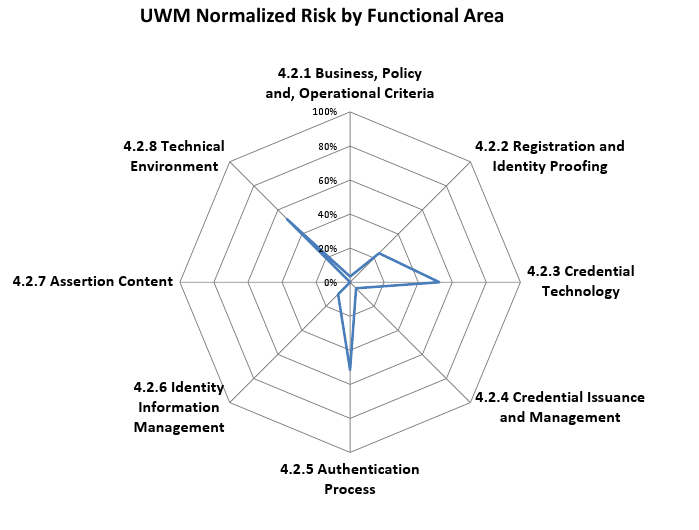 UWM Normalized Risk by Functional Area
4.2.1 Business, Policy
and, Operational Criteria
100%
80%
60%
40%
20%
0%
4.2.2 Registration and
Identity Proofing
4.2.3 Credential
Technology
4.2.4 Credential Issuance
and Management
4.2.5 Authentication
Process
4.2.6 Identity
Information
Management
4.2.7 Assertion Content
4.2.8 Technical
Environment